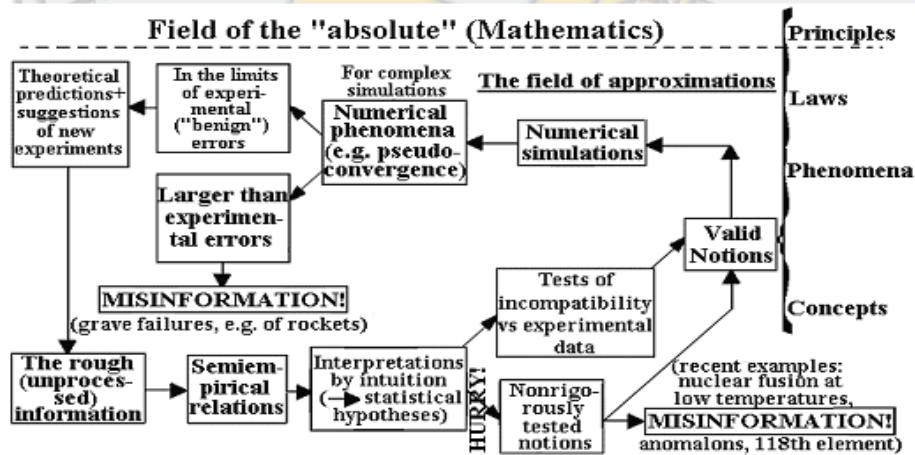 Field of the "absolute" (Mathematics)
Principles
Theoretical
predictions+
suggestions
of new
experiments
In the limits
of experi-
mental
("benign")
errors
For complex
simulations
Numerical
phenomena
(e.g. pseudo-
convergence)
The field of approximations
Numerical
simulations
Laws
Phenomena
Concepts
Larger than
experimen-
tal errors
Valid
Notions
MISINFORMATION!
(grave failures, e.g. of rockets)
Tests of
incompatibility
vs experimental
data
The rough
(unproces-
sed)
information
Semiem-
pirical
relations
Interpretations
by intuition
(→ statistical
hypotheses)
HURRY!
Nonrigo-
rously
tested
notions
(recent examples:
nuclear fusion at
low temperatures,
MISINFORMATION!
anomalons, 118th element)